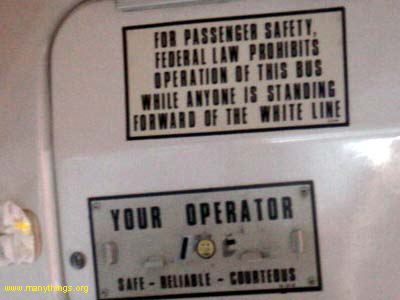 FOR PASSENGER SAFETY,
FEDERAL LAW PROHIBITS
OPERATION OF THIS BUS
WHILE ANYONE IS STANDING
FORWARD OF THE WHITE LINE
YOUR OPERATOR
SAFE - RELIABLE - COURTEOUS
www.manythings.org